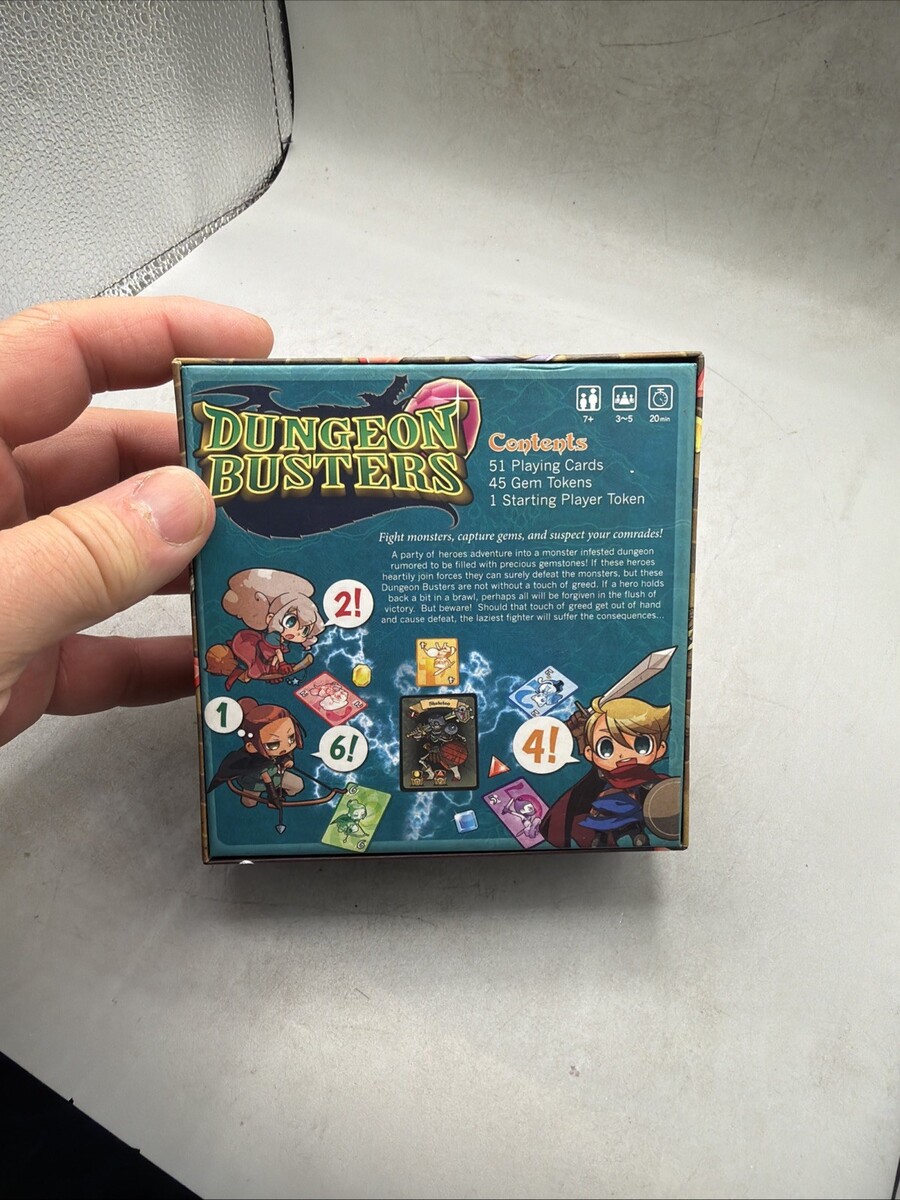 DUNGEON
BUSTERS
7+
3~5
20min
Contents
51 Playing Cards
45 Gem Tokens
1 Starting Player Token
Fight monsters, capture gems, and suspect your comrades!
A party of heroes adventure into a monster infested dungeon
rumored to be filled with precious gemstones! If these heroes
heartily join forces they can surely defeat the monsters, but these
Dungeon Busters are not without a touch of greed. If a hero holds
back a bit in a brawl, perhaps all will be forgiven in the flush of
victory. But beware! Should that touch of greed get out of hand
and cause defeat, the laziest fighter will suffer the consequences...
2!
1
6!
4!